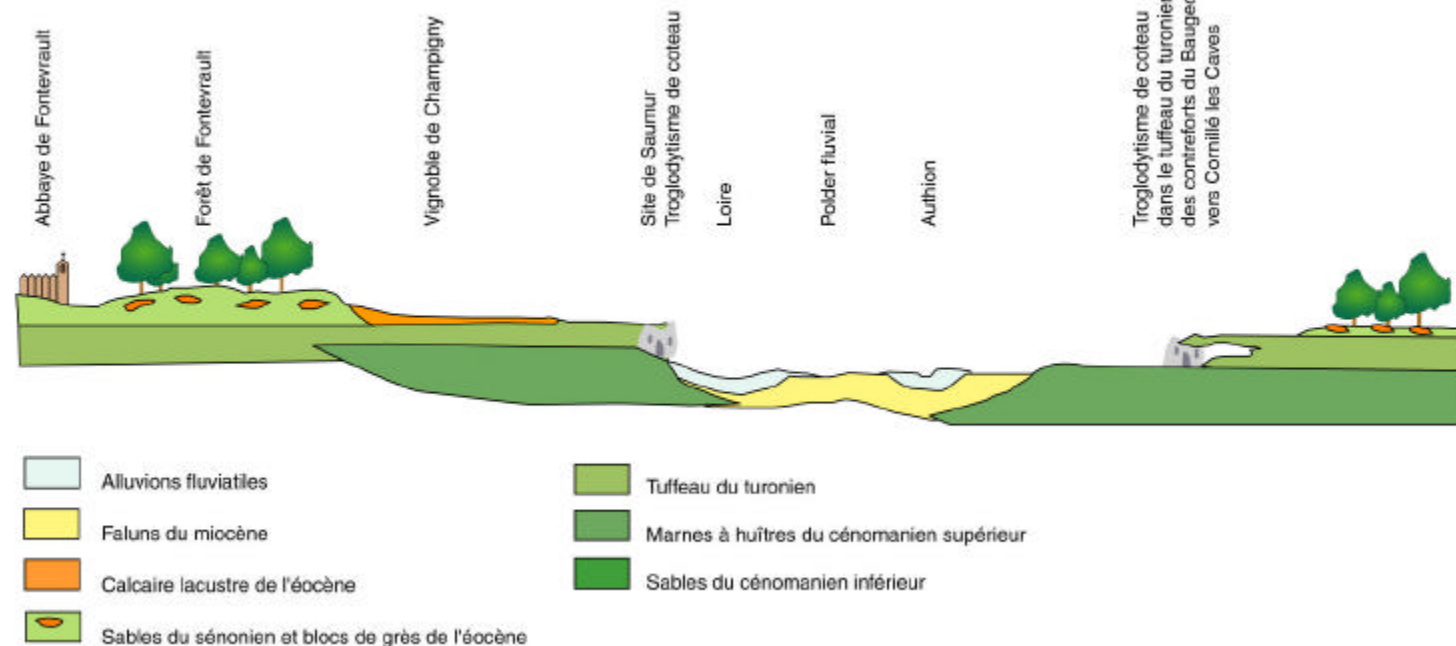 Abbaye de Fontevrault
Forêt de Fontevrault
Vignoble de Champigny
Site de Saumur
Troglodytisme de coteau
Loire
Polder fluvial
Authion
Troglodytisme de coteau
dans le tuffeau du turonien
des contreforts du
vers Cornillé les Caves
Alluvions fluviatiles
Faluns du miocène
Calcaire lacustre de l'éocène
Sables du sénonien et blocs de grès de l'éocène
Tuffeau du turonien
Marnes à huîtres du cénomanien supérieur
Sables du cénomanien inférieur